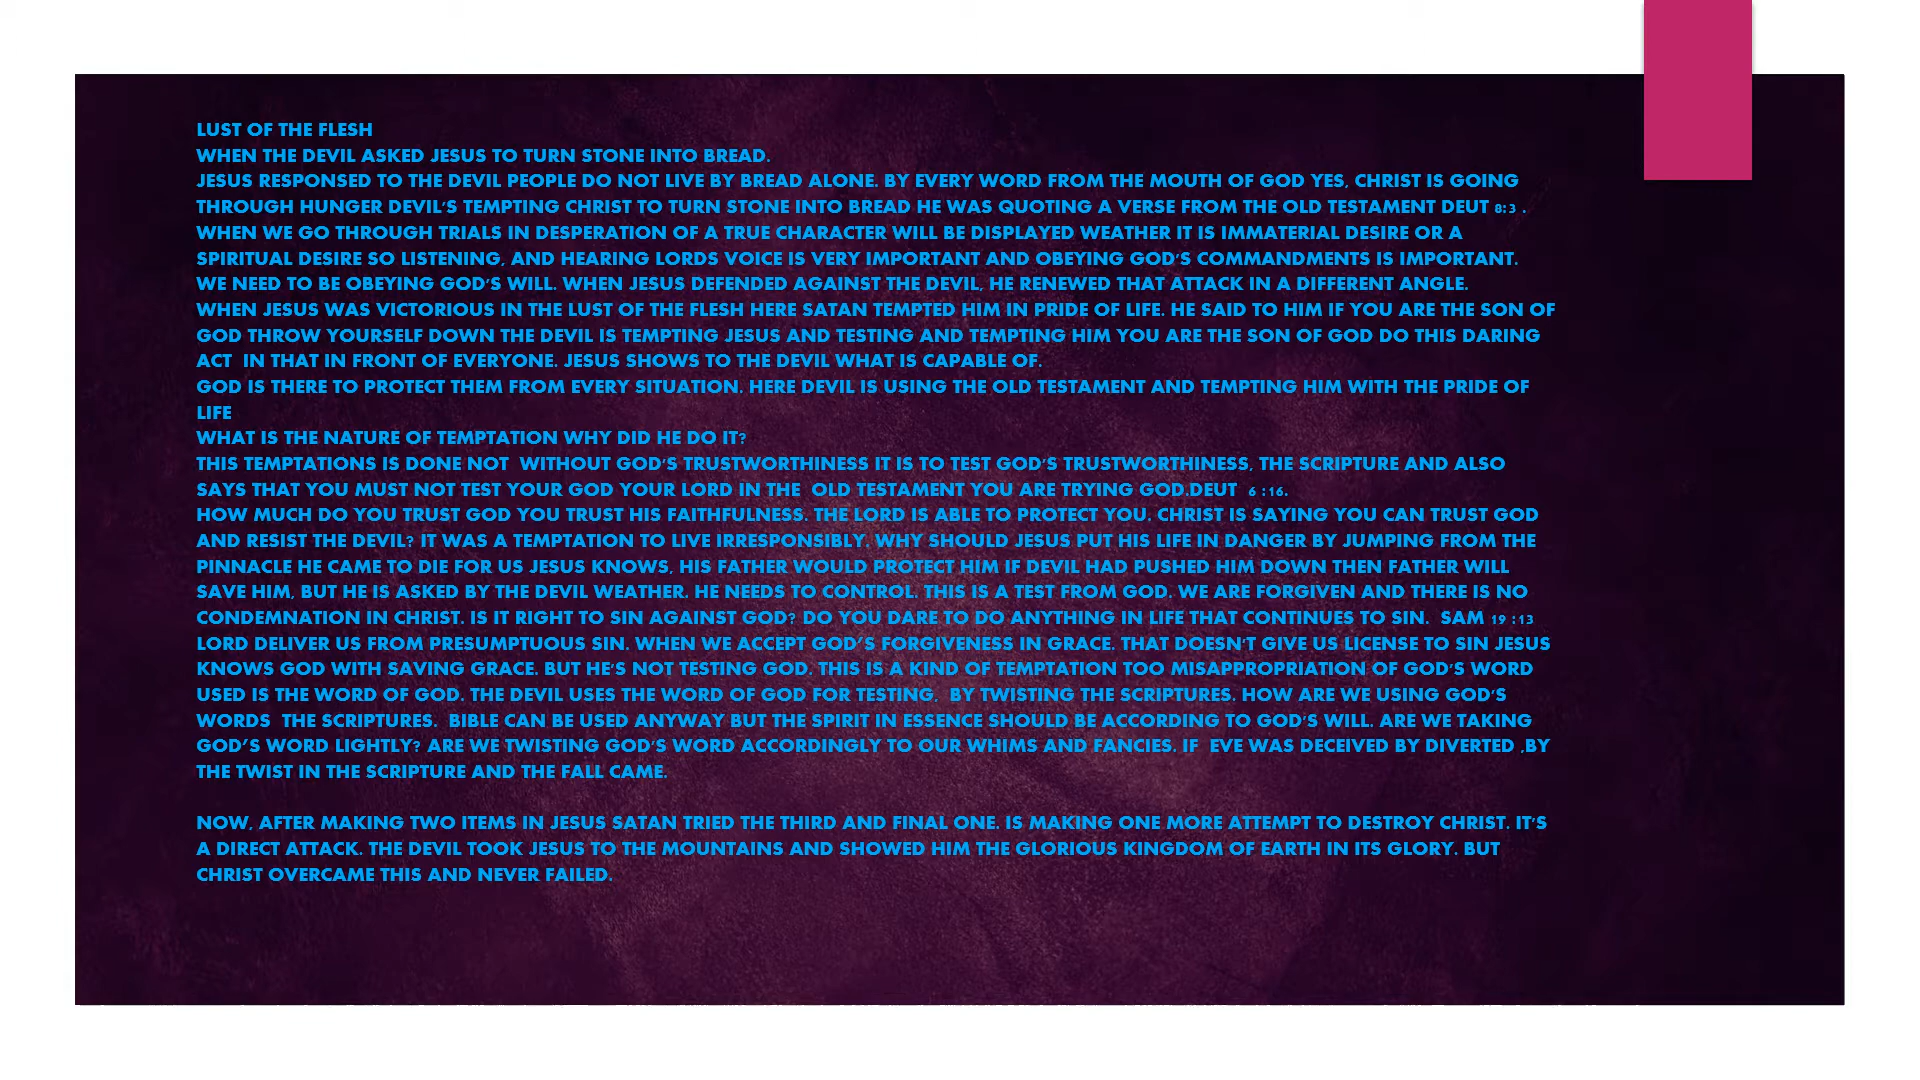 LUST OF THE FLESH
WHEN THE DEVIL ASKED JESUS TO TURN STONE INTO BREAD.
JESUS RESPONSED TO THE DEVIL PEOPLE DO NOT LIVE BY BREAD ALONE. BY EVERY WORD FROM THE MOUTH OF GOD YES, CHRIST IS GOING
THROUGH HUNGER DEVIL'S TEMPTING CHRIST TO TURN STONE INTO BREAD HE WAS QUOTING A VERSE FROM THE OLD TESTAMENT DEUT 8:3 .
WHEN WE GO THROUGH TRIALS IN DESPERATION OF A TRUE CHARACTER WILL BE DISPLAYED WEATHER IT IS IMMATERIAL DESIRE OR A
SPIRITUAL DESIRE SO LISTENING, AND HEARING LORDS VOICE IS VERY IMPORTANT AND OBEYING GOD'S COMMANDMENTS IS IMPORTANT.
WE NEED TO BE OBEYING GOD'S WILL. WHEN JESUS DEFENDED AGAINST THE DEVIL, HE RENEWED THAT ATTACK IN A DIFFERENT ANGLE.
WHEN JESUS WAS VICTORIOUS IN THE LUST OF THE FLESH HERE SATAN TEMPTED HIM IN PRIDE OF LIFE. HE SAID TO HIM IF YOU ARE THE SON OF
GOD THROW YOURSELF DOWN THE DEVIL IS TEMPTING JESUS AND TESTING AND TEMPTING HIM YOU ARE THE SON OF GOD DO THIS DARING
ACT  IN THAT IN FRONT OF EVERYONE. JESUS SHOWS TO THE DEVIL WHAT IS CAPABLE OF.
GOD IS THERE TO PROTECT THEM FROM EVERY SITUATION. HERE DEVIL IS USING THE OLD TESTAMENT AND TEMPTING HIM WITH THE PRIDE OF
LIFE
WHAT IS THE NATURE OF TEMPTATION WHY DID HE DO IT?
THIS TEMPTATIONS IS DONE NOT  WITHOUT GOD'S TRUSTWORTHINESS IT IS TO TEST GOD'S TRUSTWORTHINESS, THE SCRIPTURE AND ALSO
SAYS THAT YOU MUST NOT TEST YOUR GOD YOUR LORD IN THE  OLD TESTAMENT YOU ARE TRYING GOD.DEUT  6 :16.
HOW MUCH DO YOU TRUST GOD YOU TRUST HIS FAITHFULNESS. THE LORD IS ABLE TO PROTECT YOU. CHRIST IS SAYING YOU CAN TRUST GOD
AND RESIST THE DEVIL? IT WAS A TEMPTATION TO LIVE IRRESPONSIBLY. WHY SHOULD JESUS PUT HIS LIFE IN DANGER BY JUMPING FROM THE
PINNACLE HE CAME TO DIE FOR US JESUS KNOWS, HIS FATHER WOULD PROTECT HIM IF DEVIL HAD PUSHED HIM DOWN THEN FATHER WILL
SAVE HIM, BUT HE IS ASKED BY THE DEVIL WEATHER. HE NEEDS TO CONTROL. THIS IS A TEST FROM GOD. WE ARE FORGIVEN AND THERE IS NO
CONDEMNATION IN CHRIST. IS IT RIGHT TO SIN AGAINST GOD? DO YOU DARE TO DO ANYTHING IN LIFE THAT CONTINUES TO SIN.  SAM 19 :13
LORD DELIVER US FROM PRESUMPTUOUS SIN. WHEN WE ACCEPT GOD'S FORGIVENESS IN GRACE. THAT DOESN'T GIVE US LICENSE TO SIN JESUS
KNOWS GOD WITH SAVING GRACE. BUT HE'S NOT TESTING GOD. THIS IS A KIND OF TEMPTATION TOO MISAPPROPRIATION OF GOD'S WORD
USED IS THE WORD OF GOD. THE DEVIL USES THE WORD OF GOD FOR TESTING,  BY TWISTING THE SCRIPTURES. HOW ARE WE USING GOD'S
WORDS  THE SCRIPTURES.  BIBLE CAN BE USED ANYWAY BUT THE SPIRIT IN ESSENCE SHOULD BE ACCORDING TO GOD'S WILL. ARE WE TAKING
GOD'S WORD LIGHTLY? ARE WE TWISTING GOD'S WORD ACCORDINGLY TO OUR WHIMS AND FANCIES. IF  EVE WAS DECEIVED BY DIVERTED ,BY
THE TWIST IN THE SCRIPTURE AND THE FALL CAME.
NOW, AFTER MAKING TWO ITEMS IN JESUS SATAN TRIED THE THIRD AND FINAL ONE. IS MAKING ONE MORE ATTEMPT TO DESTROY CHRIST. IT'S
A DIRECT ATTACK. THE DEVIL TOOK JESUS TO THE MOUNTAINS AND SHOWED HIM THE GLORIOUS KINGDOM OF EARTH IN ITS GLORY. BUT
CHRIST OVERCAME THIS AND NEVER FAILED.